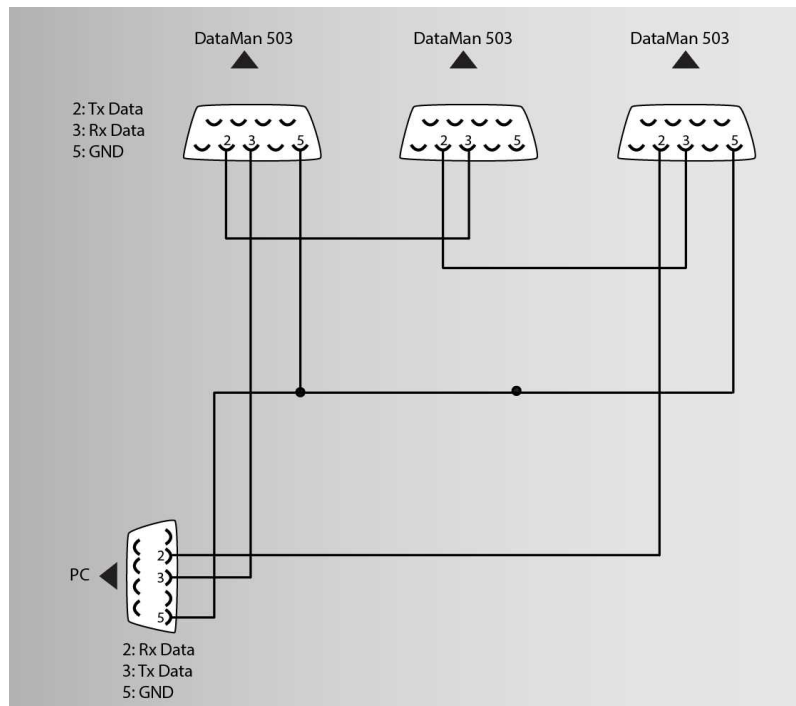 DataMan 503
DataMan 503
DataMan 503
2: Tx Data
3: Rx Data
5: GND
2 3 5
2 3 5
2 3 5
PC
2
3
5
2: Rx Data
3: Tx Data
5: GND